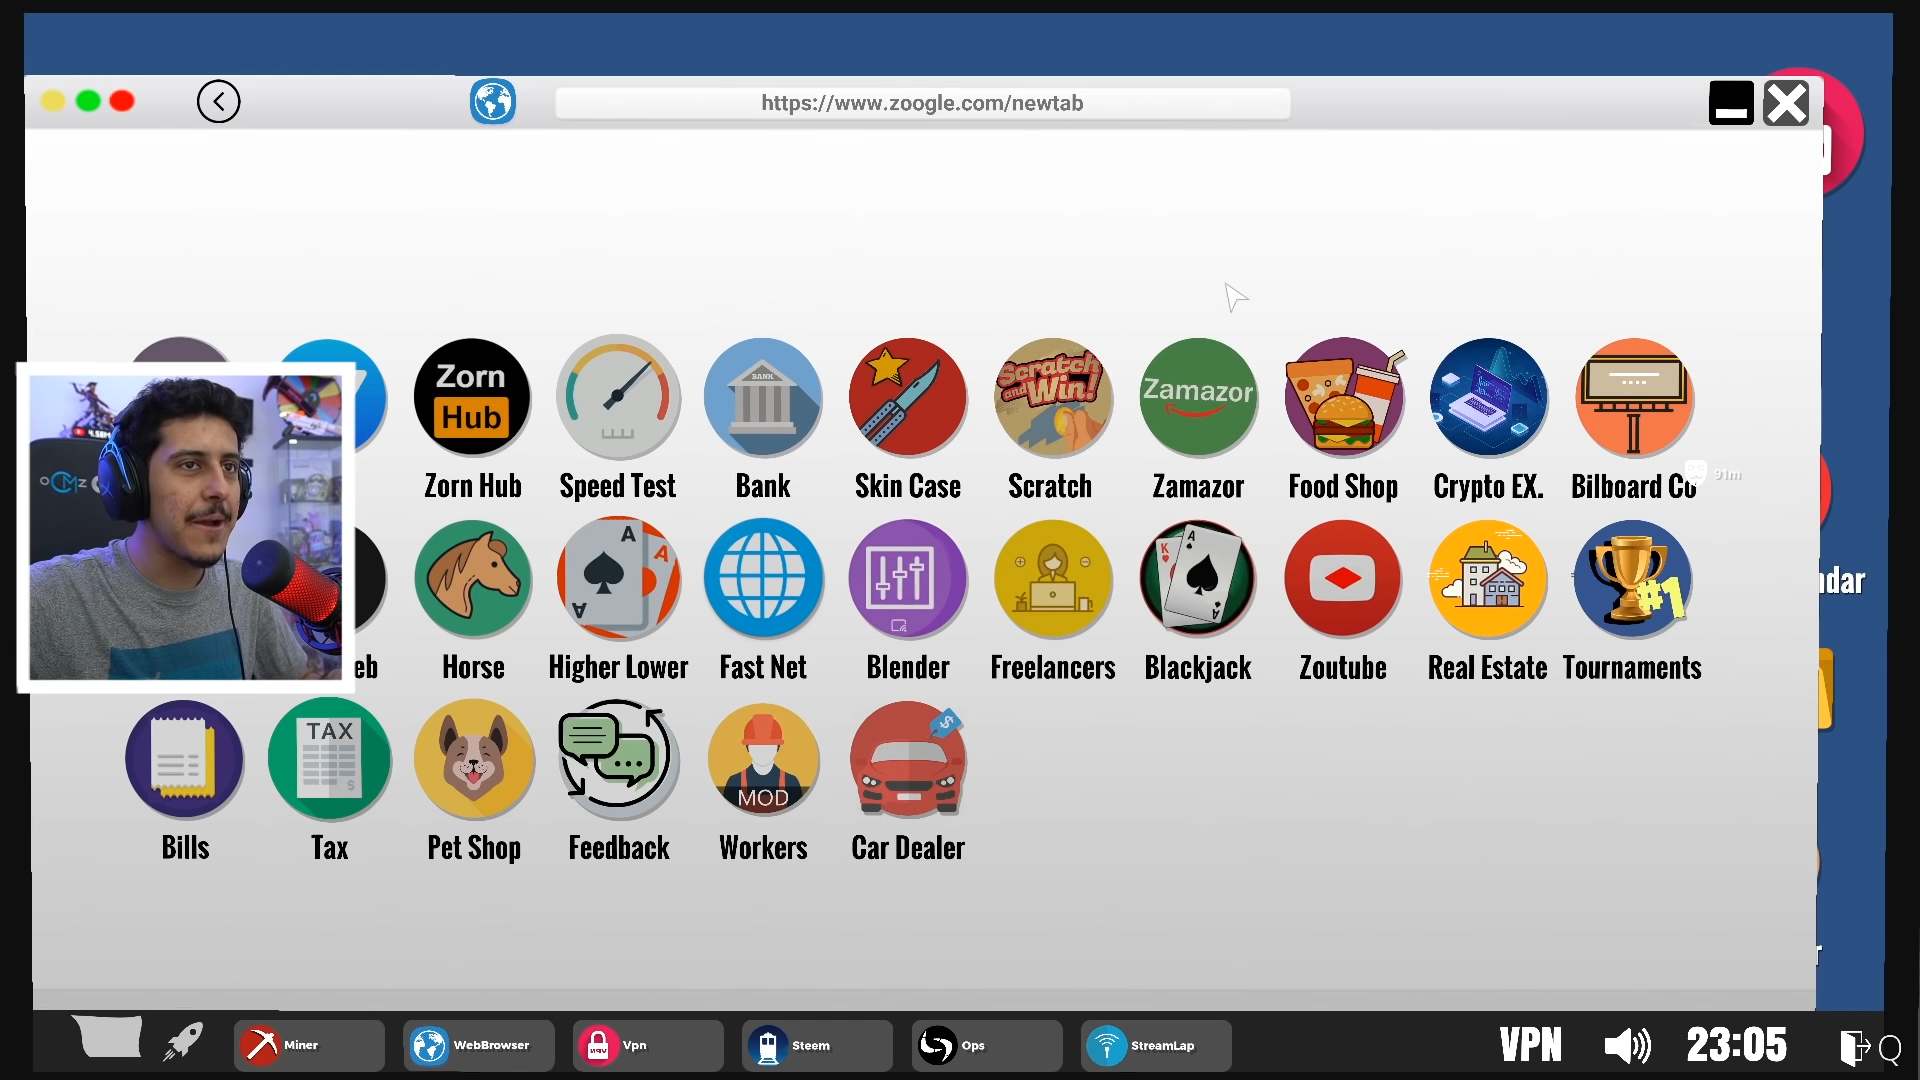 https://www.zoogle.com/newtab
Zorn
Hub
BANK
Scratch
and Win!
Zamazor
Zorn Hub
Speed Test
Bank
Skin Case
Scratch
Zamazor
Food Shop
Crypto EX.
Bilboard Co
91m
A
A
A
K
A
#1
ndar
eb
Horse
Higher Lower
Fast Net
Blender
Freelancers
Blackjack
Zoutube
Real Estate
Tournaments
TAX
$
MOD
$
Bills
Tax
Pet Shop
Feedback
Workers
Car Dealer
Miner
WebBrowser
Vpn
Steem
Ops
StreamLap
VPN
23:05
Q